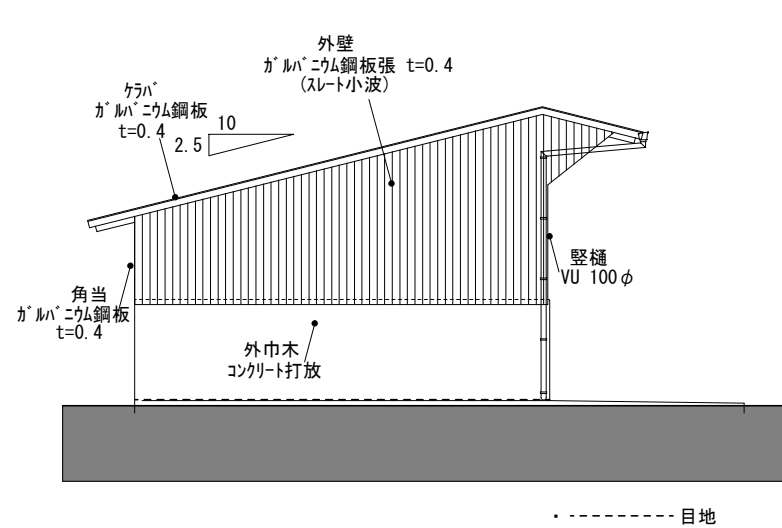 外壁
ｶﾞﾙﾊﾞﾆｳﾑ鋼板張 t=0.4
(ｽﾚｰﾄ小波)
ｹﾗﾊﾞ
ｶﾞﾙﾊﾞﾆｳﾑ鋼板
t=0.4
10
2.5
竪樋
VU 100φ
角当
ｶﾞﾙﾊﾞﾆｳﾑ鋼板
t=0.4
外巾木
ｺﾝｸﾘｰﾄ打放
目地